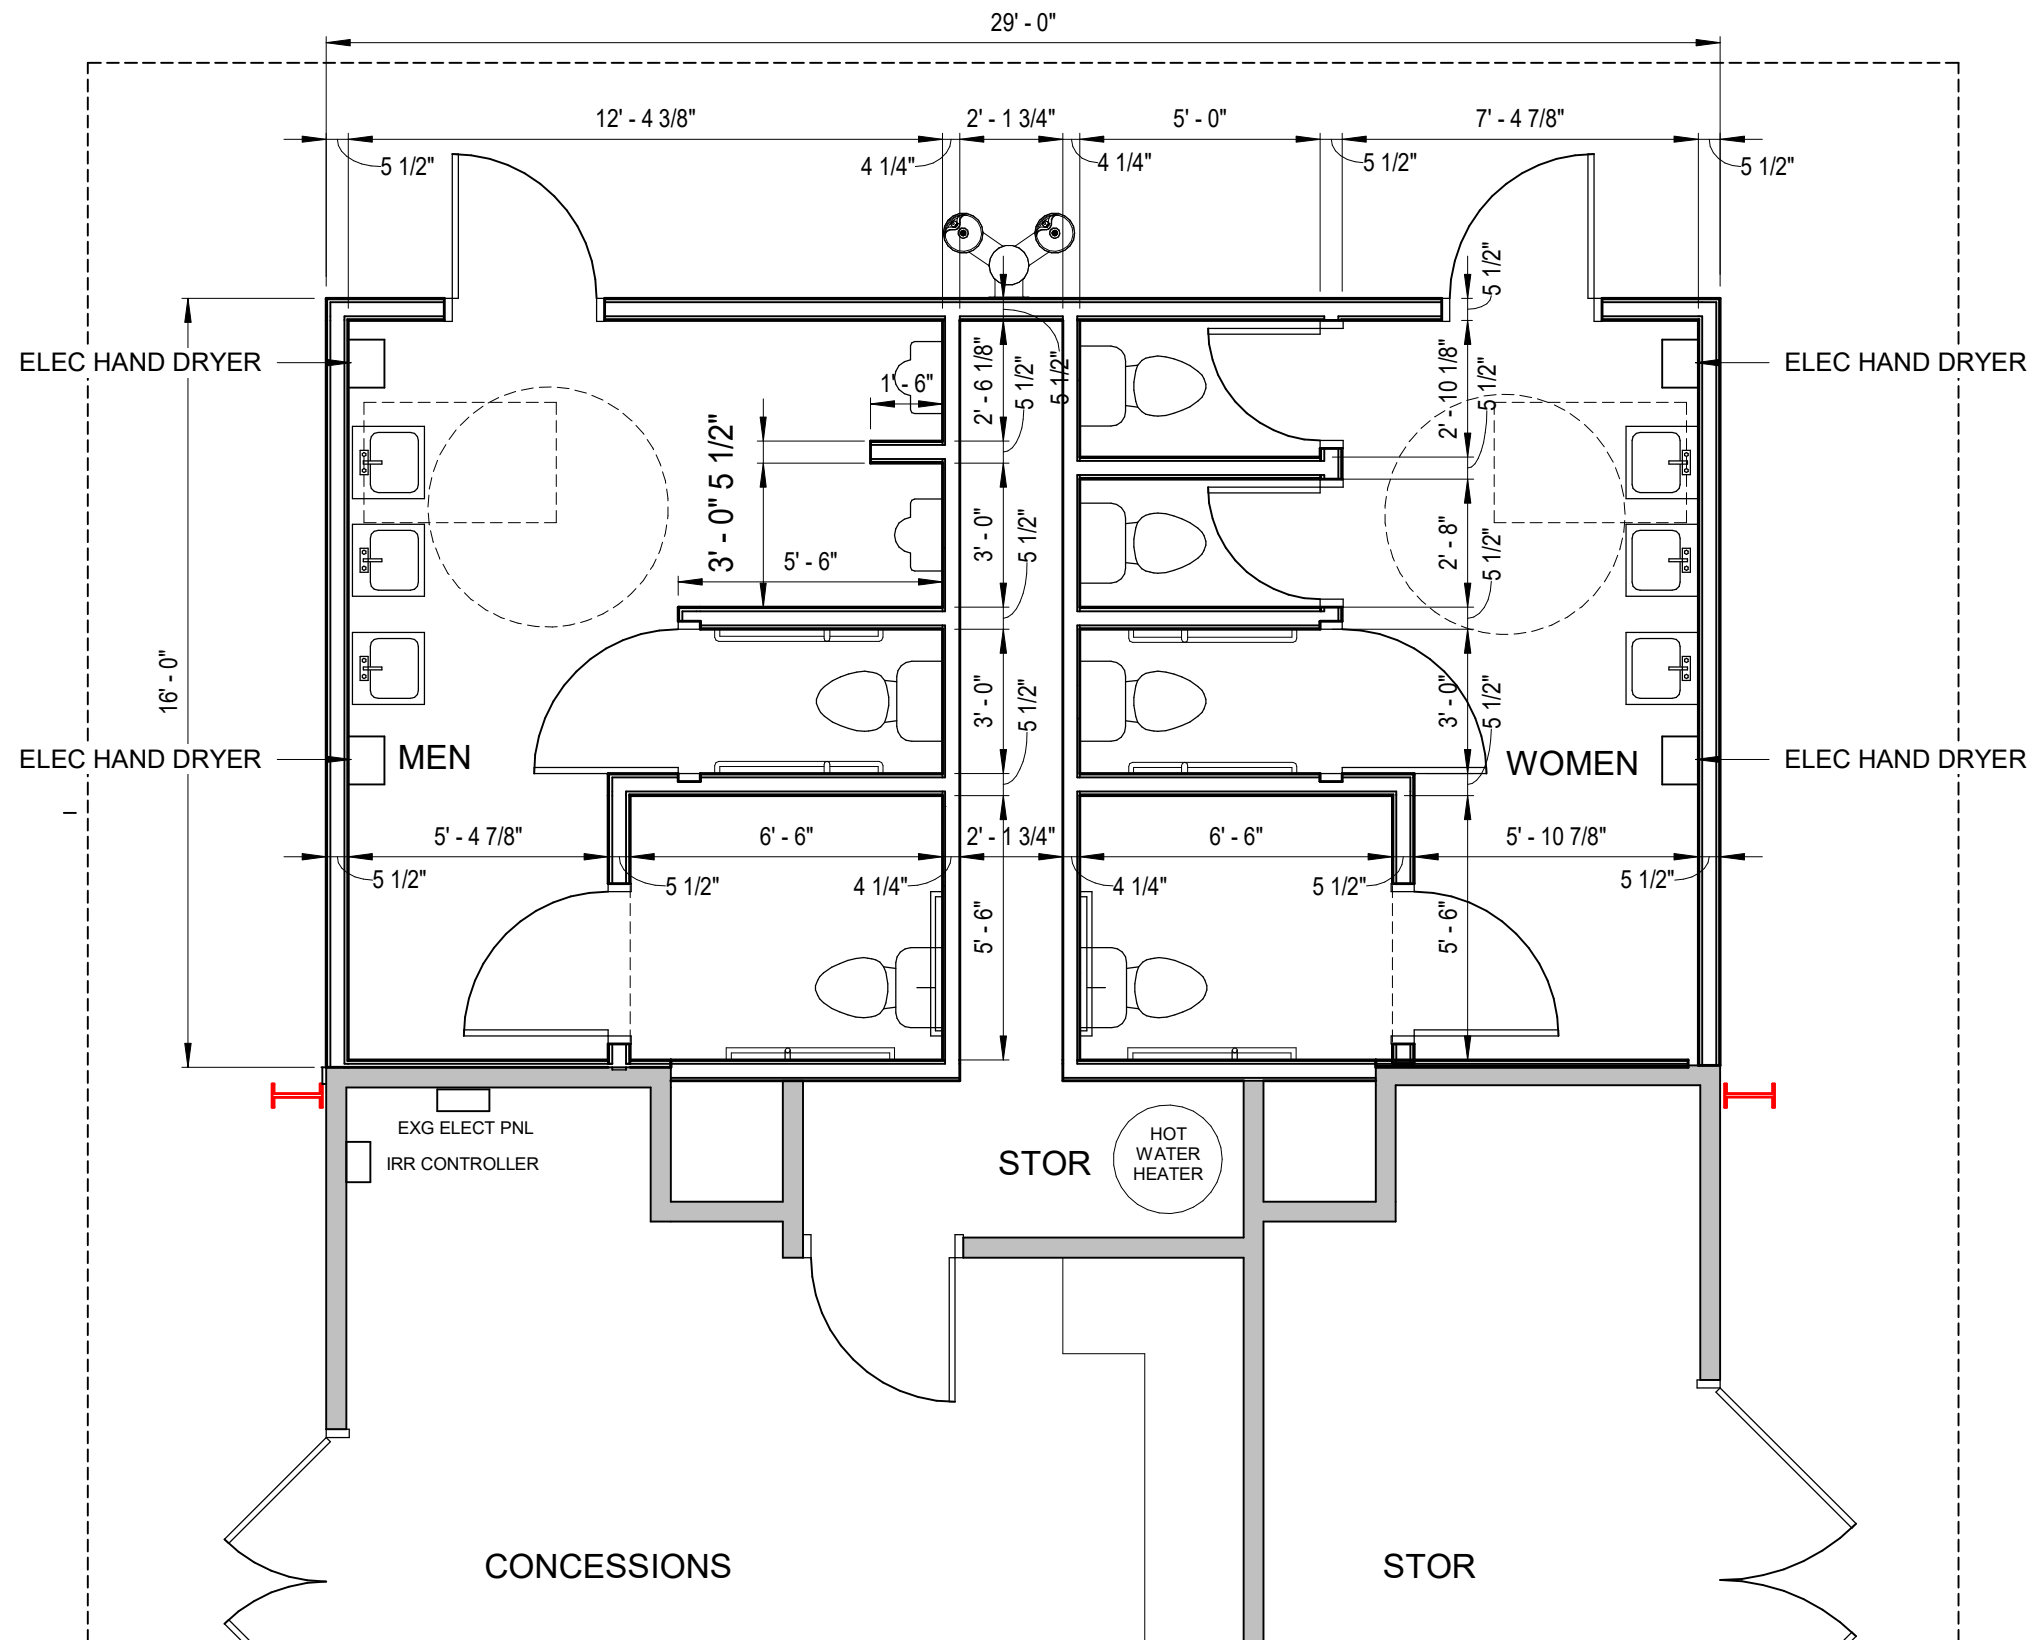 29' - 0"
12' - 4 3/8"
2' - 1 3/4"
5' - 0"
7' - 4 7/8"
5 1/2"
4 1/4"
4 1/4"
5 1/2"
5 1/2"
5 1/2"
ELEC HAND DRYER
ELEC HAND DRYER
1' - 6"
2' - 6 1/8"
5 1/2"
5 1/2"
2' - 10 1/8"
5 1/2"
3' - 0" 5 1/2"
5' - 6"
3' - 0"
5 1/2"
2' - 8"
5 1/2"
16' - 0"
3' - 0"
5 1/2"
3' - 0"
5 1/2"
ELEC HAND DRYER
MEN
WOMEN
ELEC HAND DRYER
5' - 4 7/8"
6' - 6"
2' - 1 3/4"
6' - 6"
5' - 10 7/8"
5 1/2"
5 1/2"
4 1/4"
4 1/4"
5 1/2"
5 1/2"
5' - 6"
5' - 6"
EXG ELECT PNL
IRR CONTROLLER
STOR
HOT
WATER
HEATER
CONCESSIONS
STOR